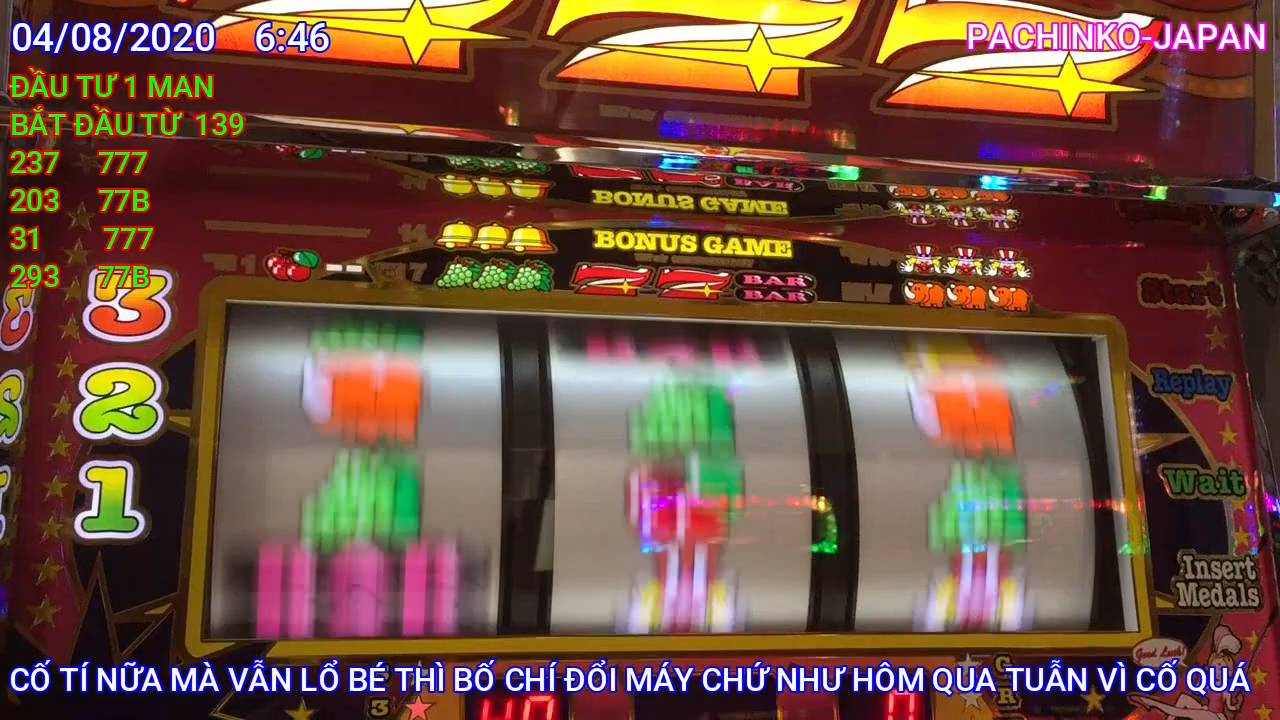 04/08/2020 6:46
PACHINKO-JAPAN
ĐẦU TƯ 1 MAN
BẮT ĐẦU TỪ 139
237 777
203 77B
31 777
293 77B
BONUS GAME
BONUS GAME
BAR
BAR
3
2
1
Start
Replay
Wait
Insert
Medals
Good Luck!
CỐ TÍ NỮA MÀ VẪN LỔ BÉ THÌ BỐ CHÍ ĐỔI MÁY CHỨ NHƯ HÔM QUA TUẪN VÌ CỐ QUÁ
3